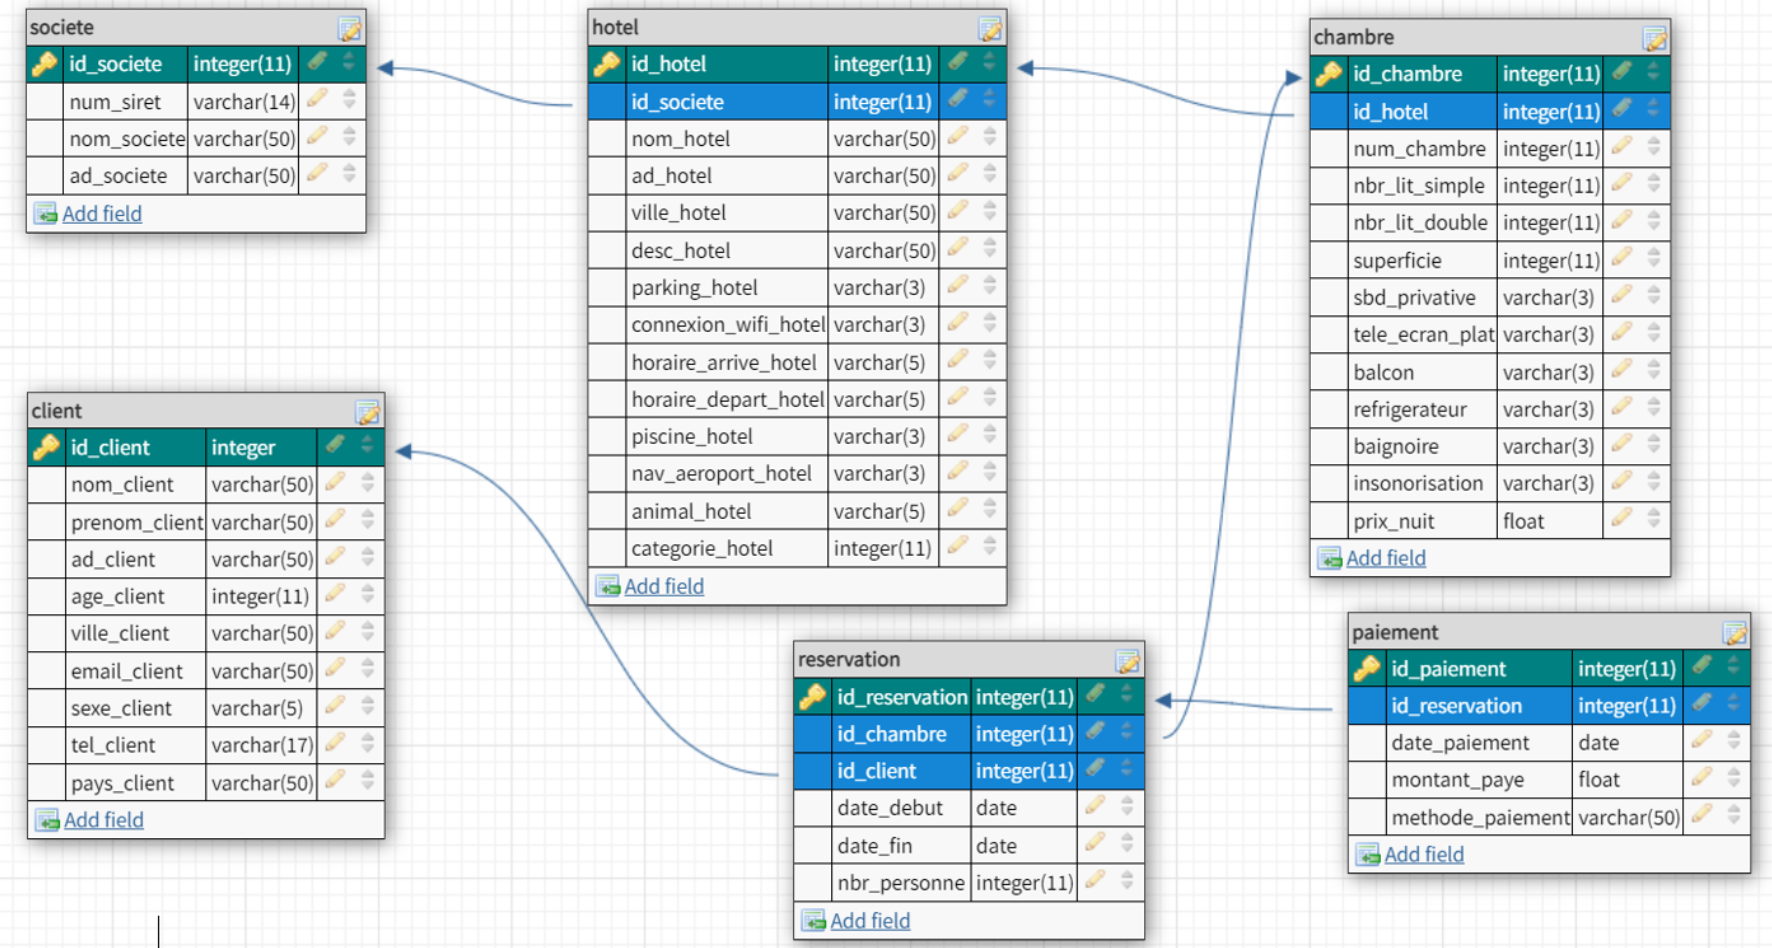 societe
id_societe integer(11)
num_siret varchar(14)
nom_societe varchar(50)
ad_societe varchar(50)
Add field
hotel
id_hotel integer(11)
id_societe integer(11)
nom_hotel varchar(50)
ad_hotel varchar(50)
ville_hotel varchar(50)
desc_hotel varchar(50)
parking_hotel varchar(3)
connexion_wifi_hotel varchar(3)
horaire_arrive_hotel varchar(5)
horaire_depart_hotel varchar(5)
piscine_hotel varchar(3)
nav_aeroport_hotel varchar(3)
animal_hotel varchar(5)
categorie_hotel integer(11)
Add field
chambre
id_chambre integer(11)
id_hotel integer(11)
num_chambre integer(11)
nbr_lit_simple integer(11)
nbr_lit_double integer(11)
superficie integer(11)
sbd_privative varchar(3)
tele_ecran_plat varchar(3)
balcon varchar(3)
refrigerateur varchar(3)
baignoire varchar(3)
insonorisation varchar(3)
prix_nuit float
Add field
client
id_client integer
nom_client varchar(50)
prenom_client varchar(50)
ad_client varchar(50)
age_client integer(11)
ville_client varchar(50)
email_client varchar(50)
sexe_client varchar(5)
tel_client varchar(17)
pays_client varchar(50)
Add field
reservation
id_reservation integer(11)
id_chambre integer(11)
id_client integer(11)
date_debut date
date_fin date
nbr_personne integer(11)
Add field
paiement
id_paiement integer(11)
id_reservation integer(11)
date_paiement date
montant_paye float
methode_paiement varchar(50)
Add field